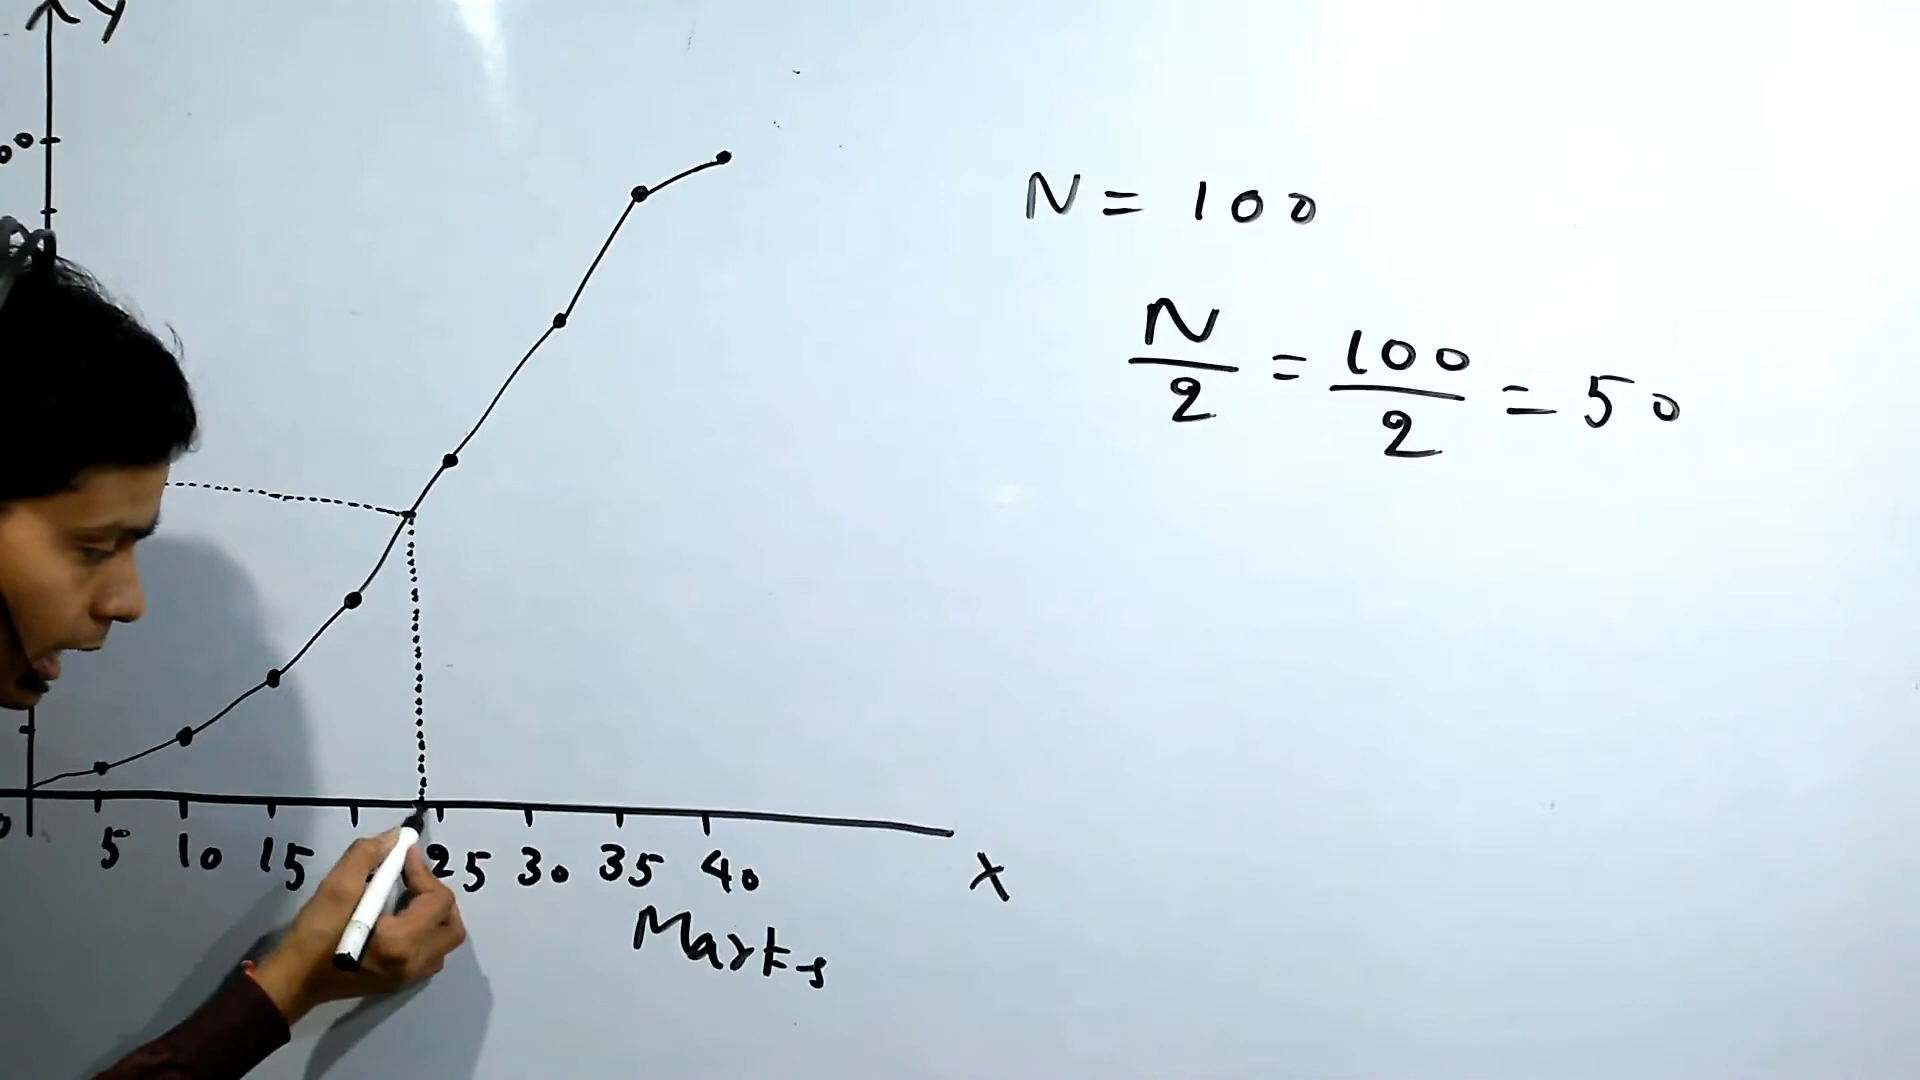 Y
N = 100
N/2 = 100/2 = 50
5 10 15 25 30 35 40
X
Marks